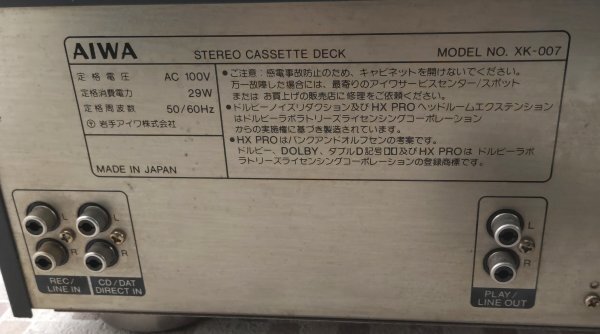 AIWA STEREO CASSETTE DECK MODEL NO. XK-007
定格電圧 AC 100V
定格消費電力 29W
定格周波数 50/60Hz
〒 岩手アイワ株式会社
MADE IN JAPAN
●ご注意：感電事故防止のため、キャビネットを開けないでください。
万一故障した場合には、最寄りのアイワサービスセンター/スポット
または お買上げの販売店に修理をご依頼ください。
●ドルビーノイズリダクション及びHX PROヘッドルームエクステンション
はドルビーラボラトリーズライセンシングコーポレーション
からの実施権に基づき製造されています。
●HX PROはバングアンドオルフセンの考案です。
ドルビー、DOLBY、ダブルD記号及びHX PROは ドルビーラボ
ラトリーズライセンシングコーポレーションの登録商標です。
L
R
REC/
LINE IN
CD/DAT
DIRECT IN
L
R
PLAY/
LINE OUT